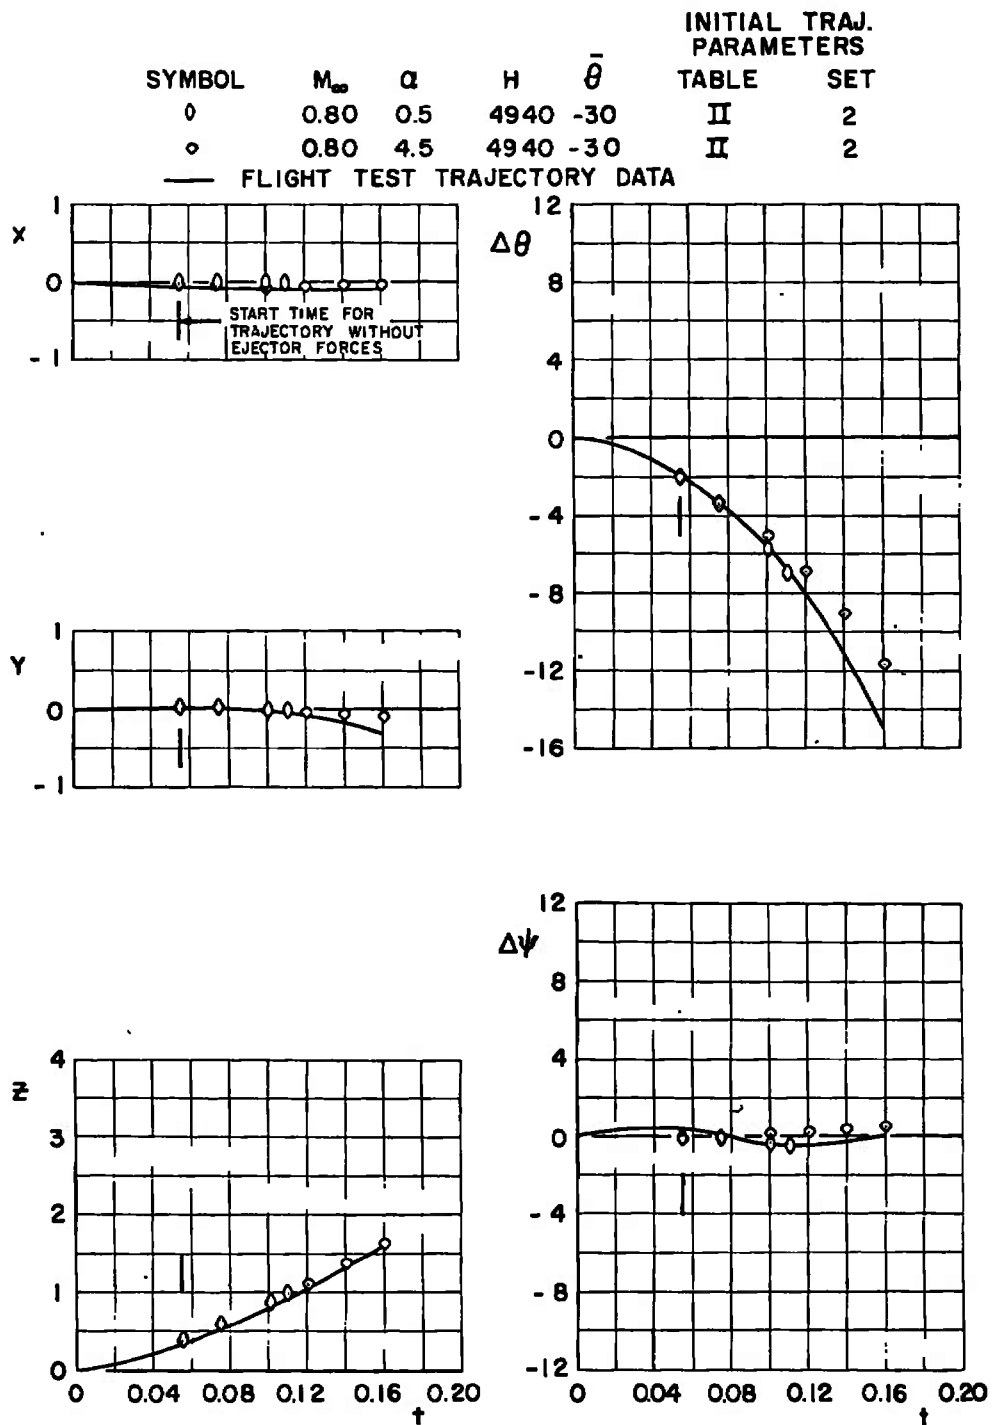 INITIAL TRAJ.
PARAMETERS
SYMBOL M∞ α H θ̄ TABLE SET
0.80 0.5 4940 -30 II 2
0.80 4.5 4940 -30 II 2
FLIGHT TEST TRAJECTORY DATA
X
1
0
-1
START TIME FOR
TRAJECTORY WITHOUT
EJECTOR FORCES
Δθ
12
8
4
0
-4
-8
-12
-16
Y
1
0
-1
Δψ
12
8
4
0
-4
-8
-12
0 0.04 0.08 0.12 0.16 0.20
t
Z
4
3
2
1
0
0 0.04 0.08 0.12 0.16 0.20
t